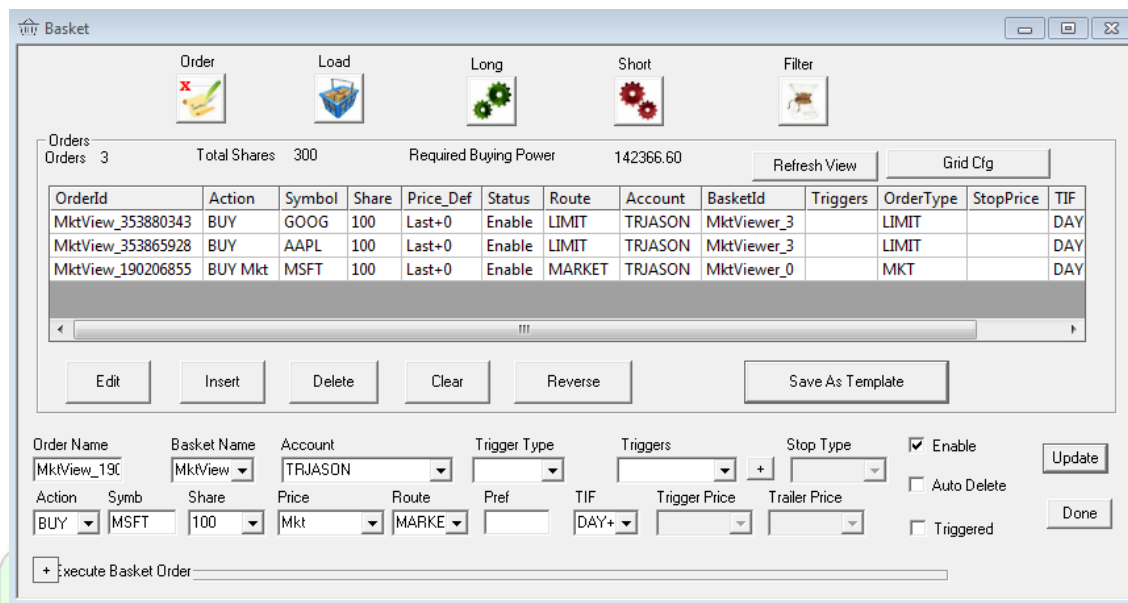 Basket
Order Load Long Short Filter
Orders
Orders 3 Total Shares 300 Required Buying Power 142366.60 Refresh View Grid Cfg
OrderId Action Symbol Share Price_Def Status Route Account BasketId Triggers OrderType StopPrice TIF
MktView_353880343 BUY GOOG 100 Last+0 Enable LIMIT TRJASON MktViewer_3 LIMIT DAY
MktView_353865928 BUY AAPL 100 Last+0 Enable LIMIT TRJASON MktViewer_3 LIMIT DAY
MktView_190206855 BUY Mkt MSFT 100 Last+0 Enable MARKET TRJASON MktViewer_0 MKT DAY
Edit Insert Delete Clear Reverse Save As Template
Order Name Basket Name Account Trigger Type Triggers Stop Type Enable
MktView_190 MktView TRJASON + Update
Auto Delete
Action Symb Share Price Route Pref TIF Trigger Price Trailer Price
BUY MSFT 100 Mkt MARKE DAY+ Triggered Done
+ Execute Basket Order